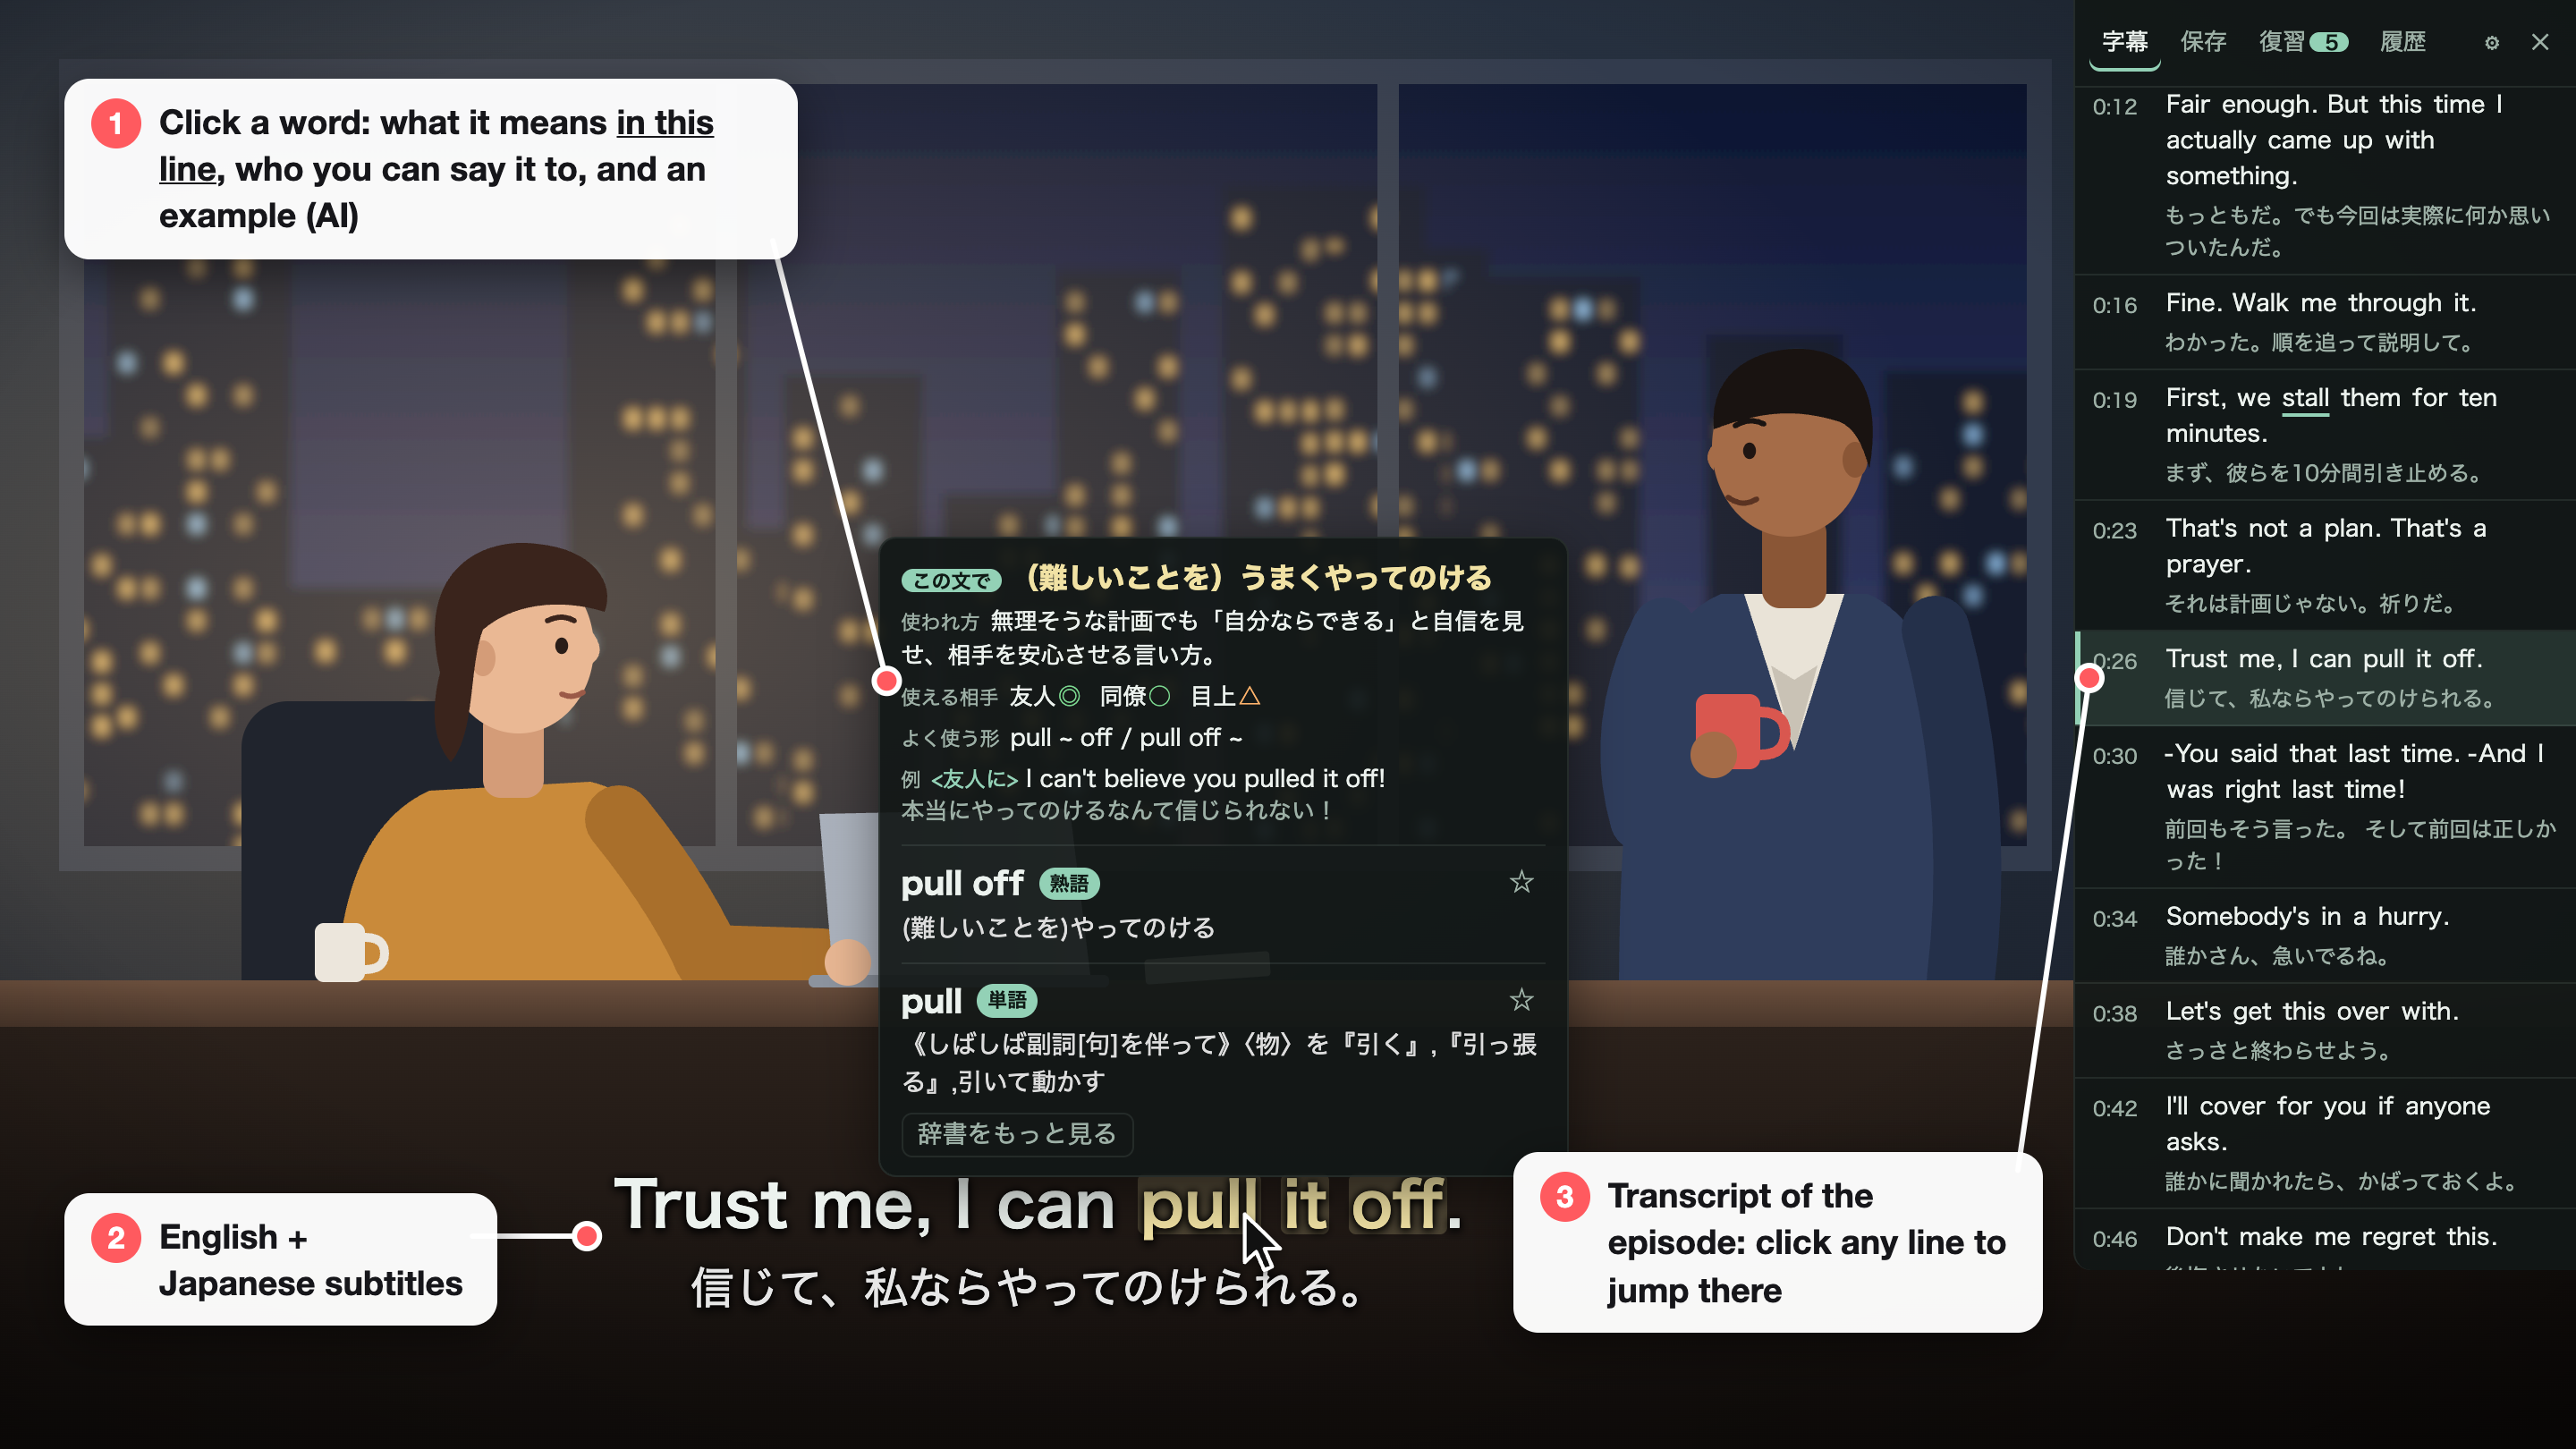 1 Click a word: what it means in this
line, who you can say it to, and an
example (AI)
この文で (難しいことを) うまくやってのける
使われ方 無理そうな計画でも「自分ならできる」と自信を見
せ、相手を安心させる言い方。
使える相手 友人◎ 同僚○ 目上△
よく使う形 pull ~ off / pull off ~
例 <友人に> I can't believe you pulled it off!
本当にやってのけるなんて信じられない！
pull off 熟語 ☆
(難しいことを)やってのける
pull 単語 ☆
《しばしば副詞[句]を伴って》〈物〉を『引く』,『引っ張
る』,引いて動かす
辞書をもっと見る
2 English +
Japanese subtitles
Trust me, I can pull it off.
信じて、私ならやってのけられる。
3 Transcript of the
episode: click any line to
jump there
字幕 保存 復習 5 履歴
0:12 Fair enough. But this time I
actually came up with
something.
もっともだ。でも今回は実際に何か思い
ついたんだ。
0:16 Fine. Walk me through it.
わかった。順を追って説明して。
0:19 First, we stall them for ten
minutes.
まず、彼らを10分間引き止める。
0:23 That's not a plan. That's a
prayer.
それは計画じゃない。祈りだ。
0:26 Trust me, I can pull it off.
信じて、私ならやってのけられる。
0:30 -You said that last time. -And I
was right last time!
前回もそう言った。 そして前回は正しか
った！
0:34 Somebody's in a hurry.
誰かさん、急いでるね。
0:38 Let's get this over with.
さっさと終わらせよう。
0:42 I'll cover for you if anyone
asks.
誰かに聞かれたら、かばっておくよ。
0:46 Don't make me regret this.